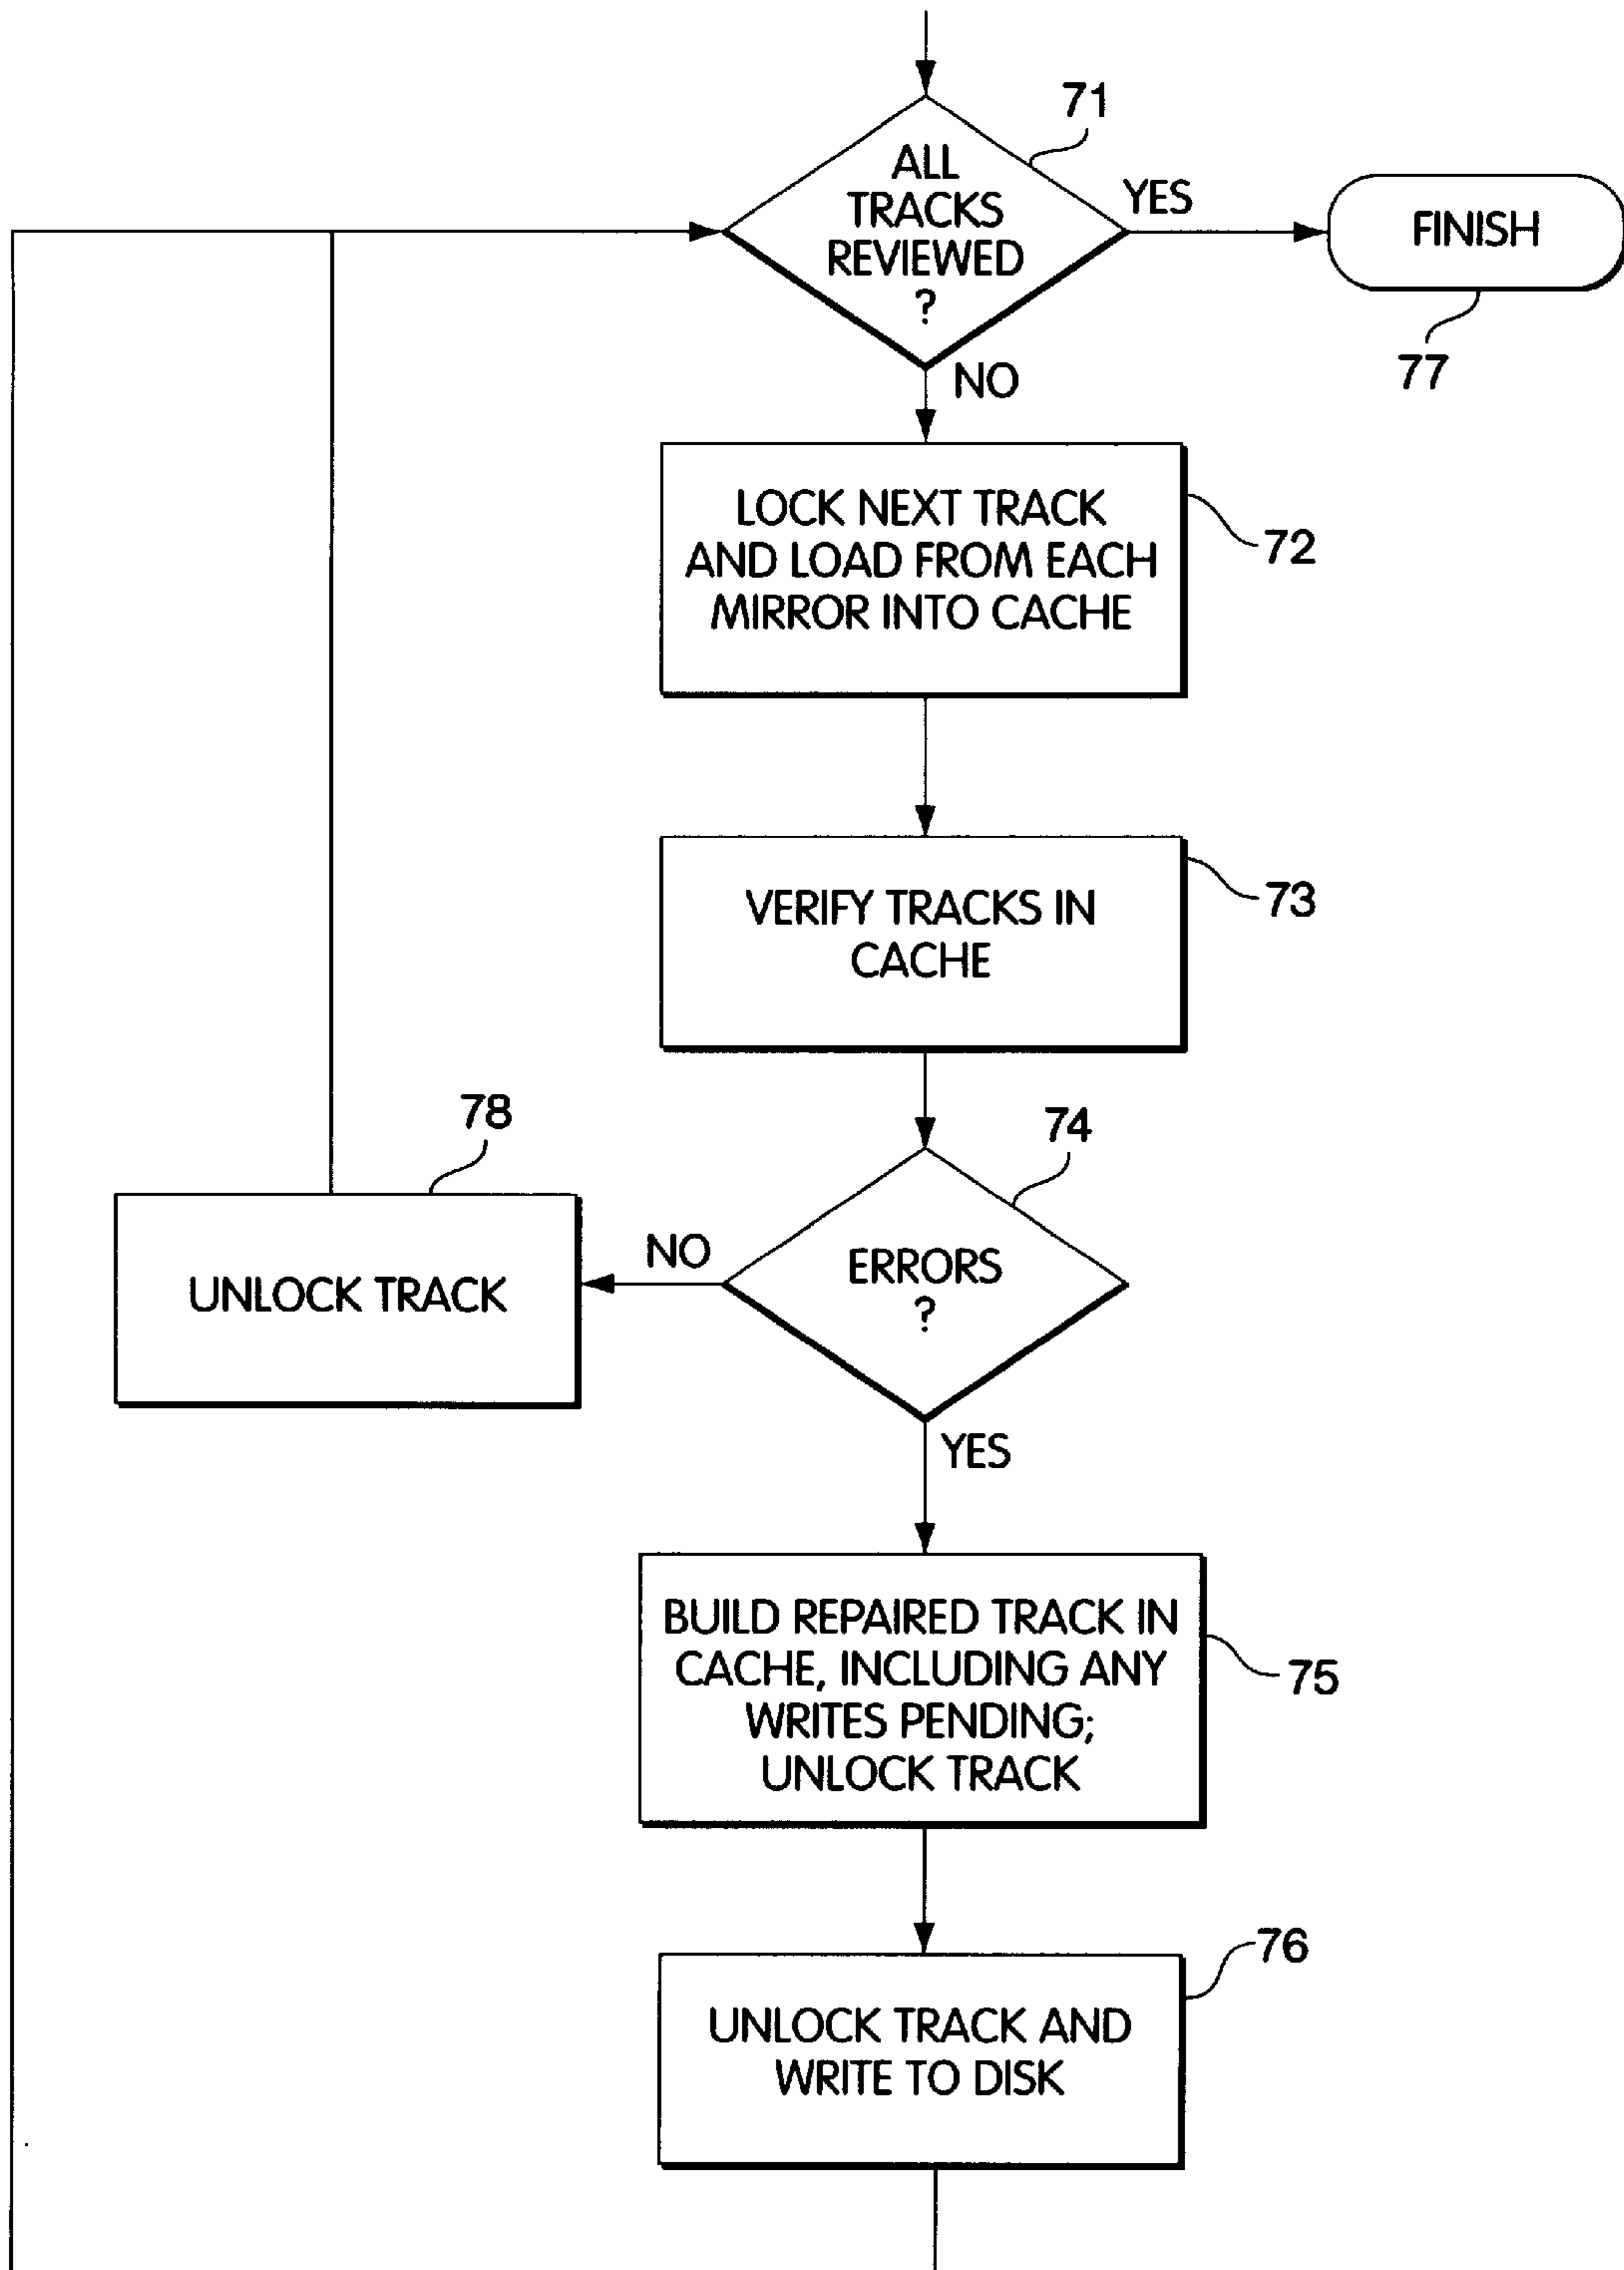 71
ALL
TRACKS
REVIEWED
?
YES
FINISH
77
NO
LOCK NEXT TRACK
AND LOAD FROM EACH
MIRROR INTO CACHE
72
VERIFY TRACKS IN
CACHE
73
78
74
UNLOCK TRACK
NO
ERRORS
?
YES
BUILD REPAIRED TRACK IN
CACHE, INCLUDING ANY
WRITES PENDING;
UNLOCK TRACK
75
76
UNLOCK TRACK AND
WRITE TO DISK